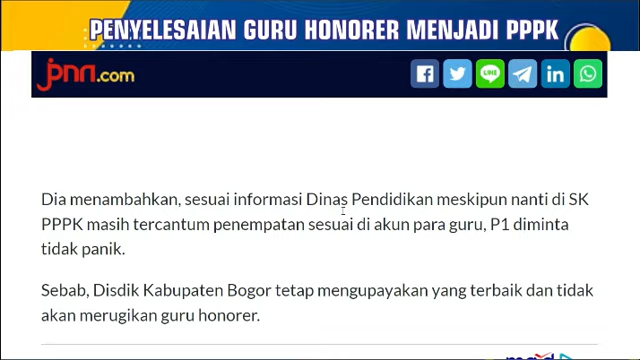 PENYELESAIAN GURU HONORER MENJADI PPPK
jpnn.com
Dia menambahkan, sesuai informasi Dinas Pendidikan meskipun nanti di SK
PPPK masih tercantum penempatan sesuai di akun para guru, P1 diminta
tidak panik.
Sebab, Disdik Kabupaten Bogor tetap mengupayakan yang terbaik dan tidak
akan merugikan guru honorer.